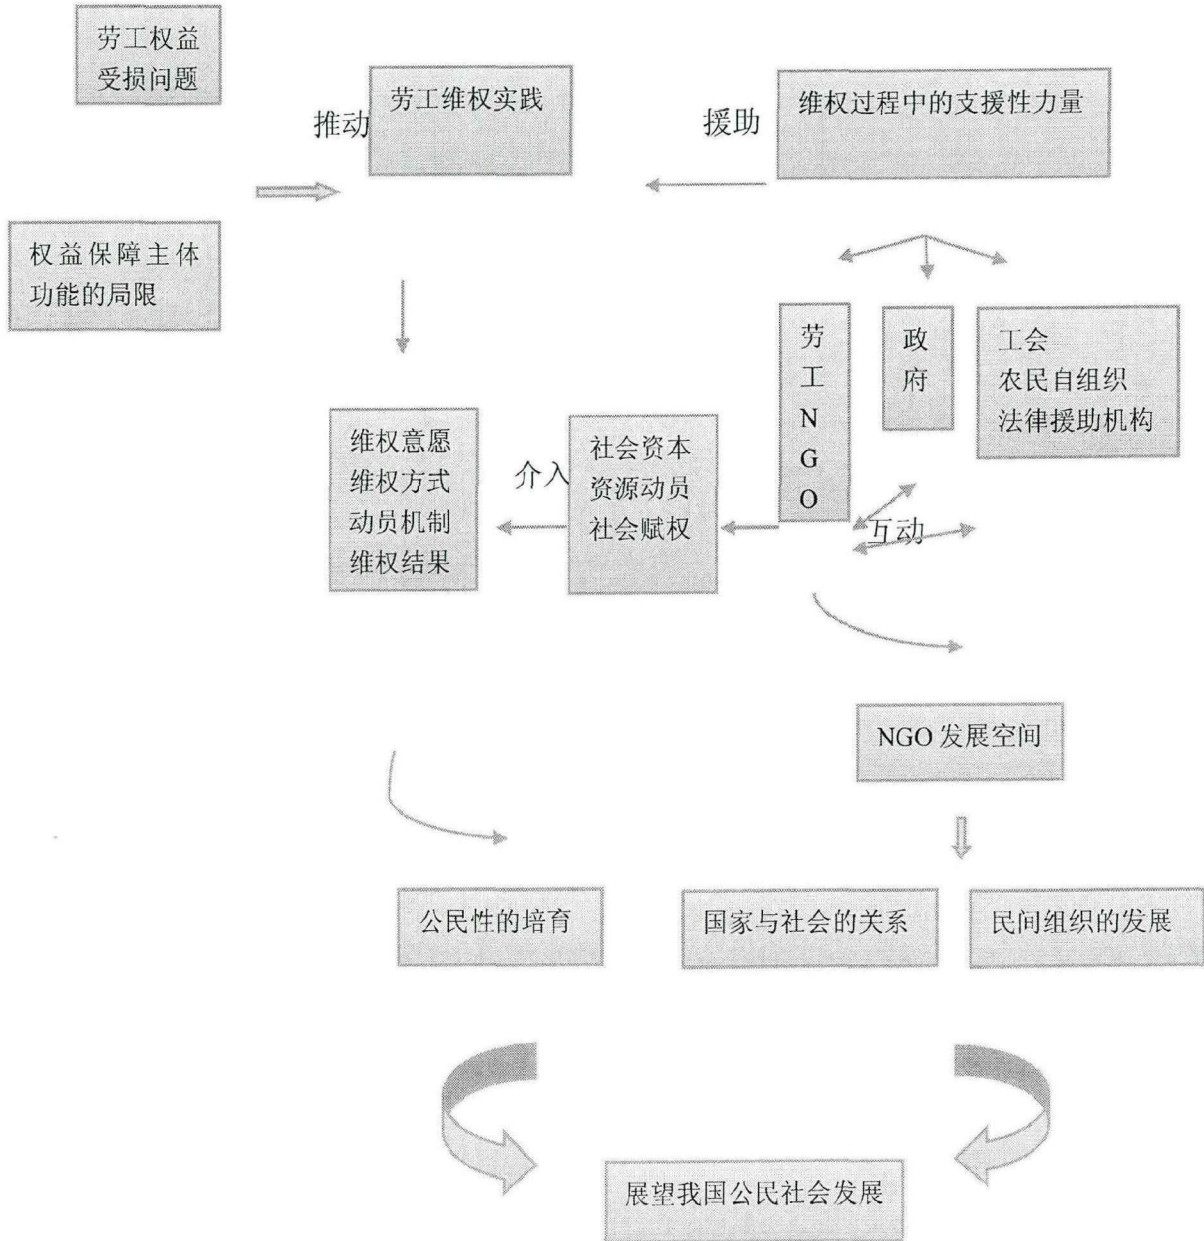 劳工权益
受损问题
推动
劳工维权实践
援助
维权过程中的支援性力量
权益保障主体
功能的局限
劳
工
N
G
O
政
府
工会
农民自组织
法律援助机构
维权意愿
维权方式
动员机制
维权结果
介入
社会资本
资源动员
社会赋权
互动
NGO 发展空间
公民性的培育
国家与社会的关系
民间组织的发展
展望我国公民社会发展